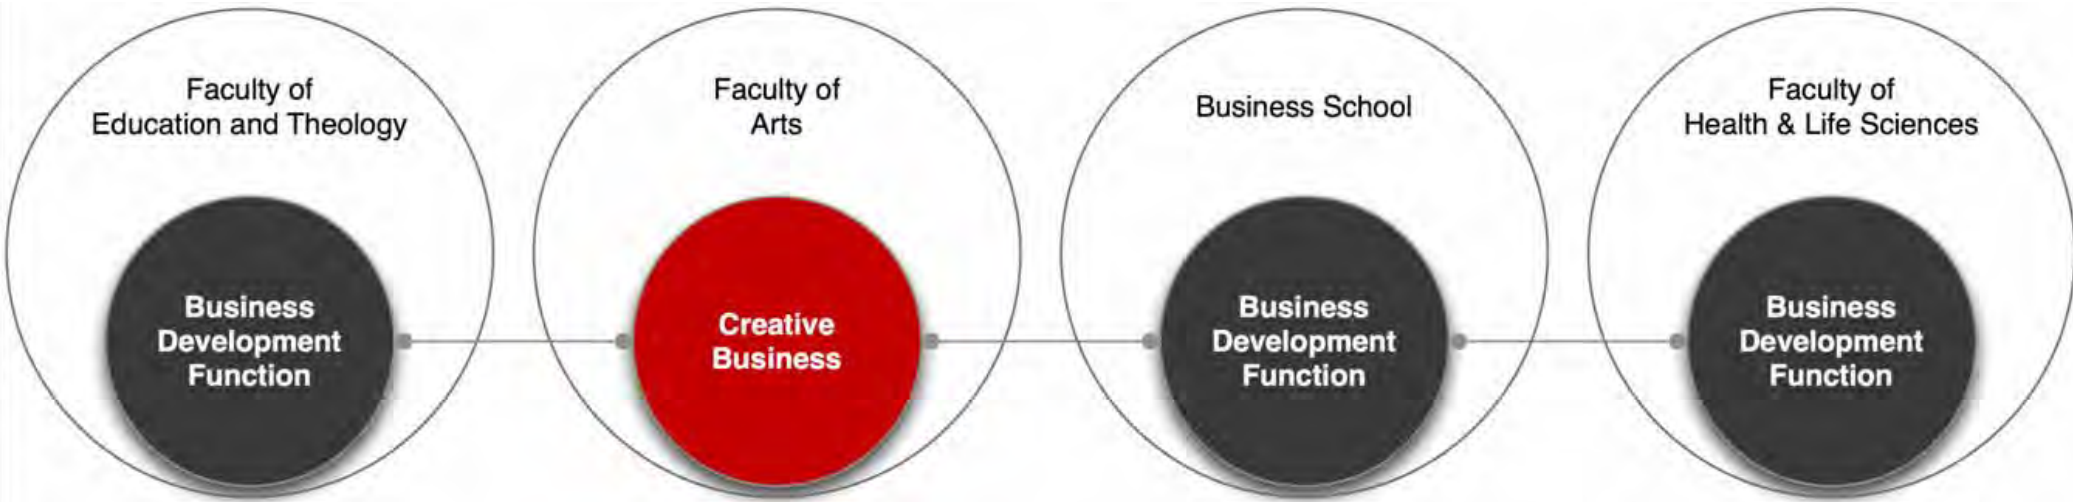 Faculty of
Education and Theology
Business
Development
Function
Faculty of
Arts
Creative
Business
Business School
Business
Development
Function
Faculty of
Health & Life Sciences
Business
Development
Function